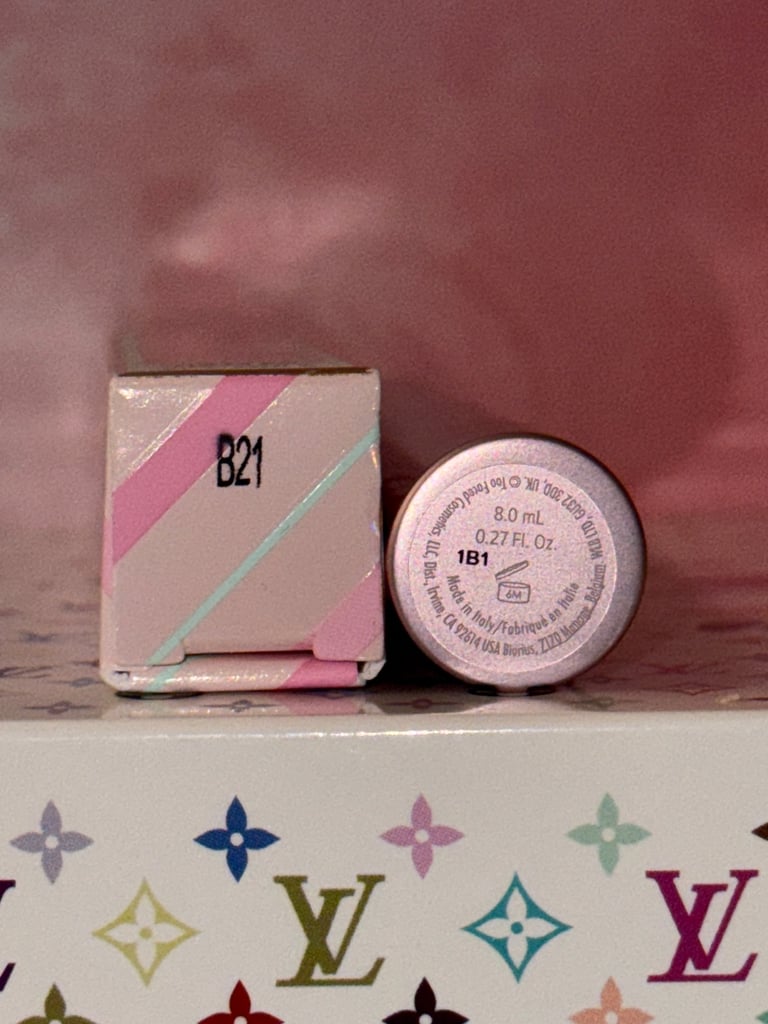 B21
8.0 mL
0.27 Fl. Oz.
1B1
6M
Made in Italy/Fabriqué en Italie
© Too Faced Cosmetics, LLC, Dist., Irvine, CA 92614 USA Biorius, 7170 Manage, Belgium
UK.
LV
LV